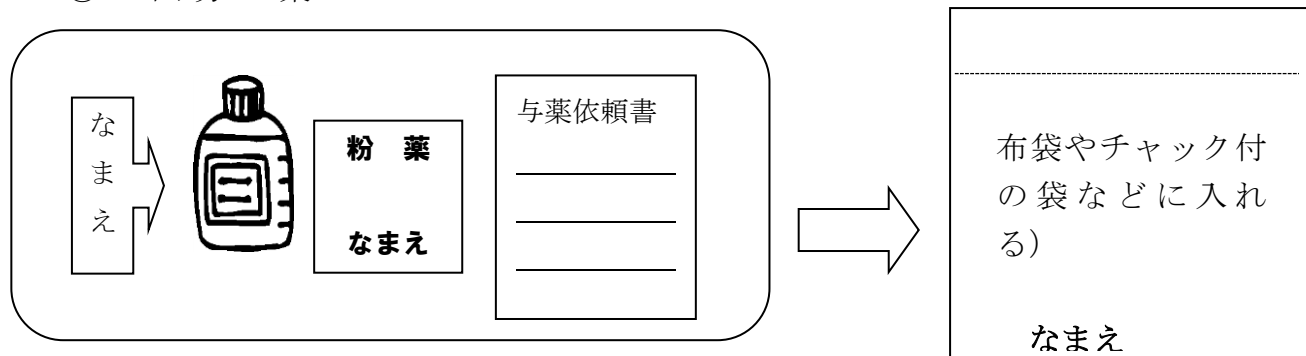 なまえ
粉 薬
なまえ
与薬依頼書
布袋やチャック付
の袋などに入れ
る）
なまえ